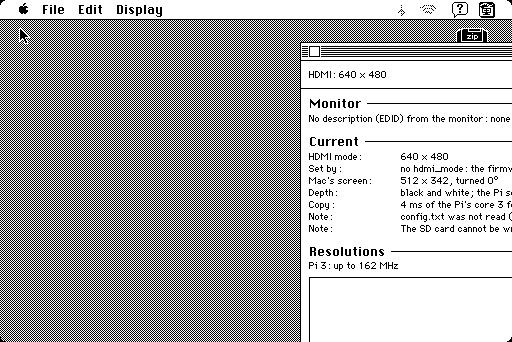 File Edit Display
zip
HDMI: 640 x 480
Monitor
No description (EDID) from the monitor: none
Current
HDMI mode: 640 x 480
Set by: no hdmi_mode: the firmw
Mac's screen: 512 x 342, turned 0°
Depth: black and white; the Pi s
Copy: 4 ms of the Pi's core 3 f
Note: config.txt was not read (
Note: The SD card cannot be wr
Resolutions
Pi 3: up to 162 MHz